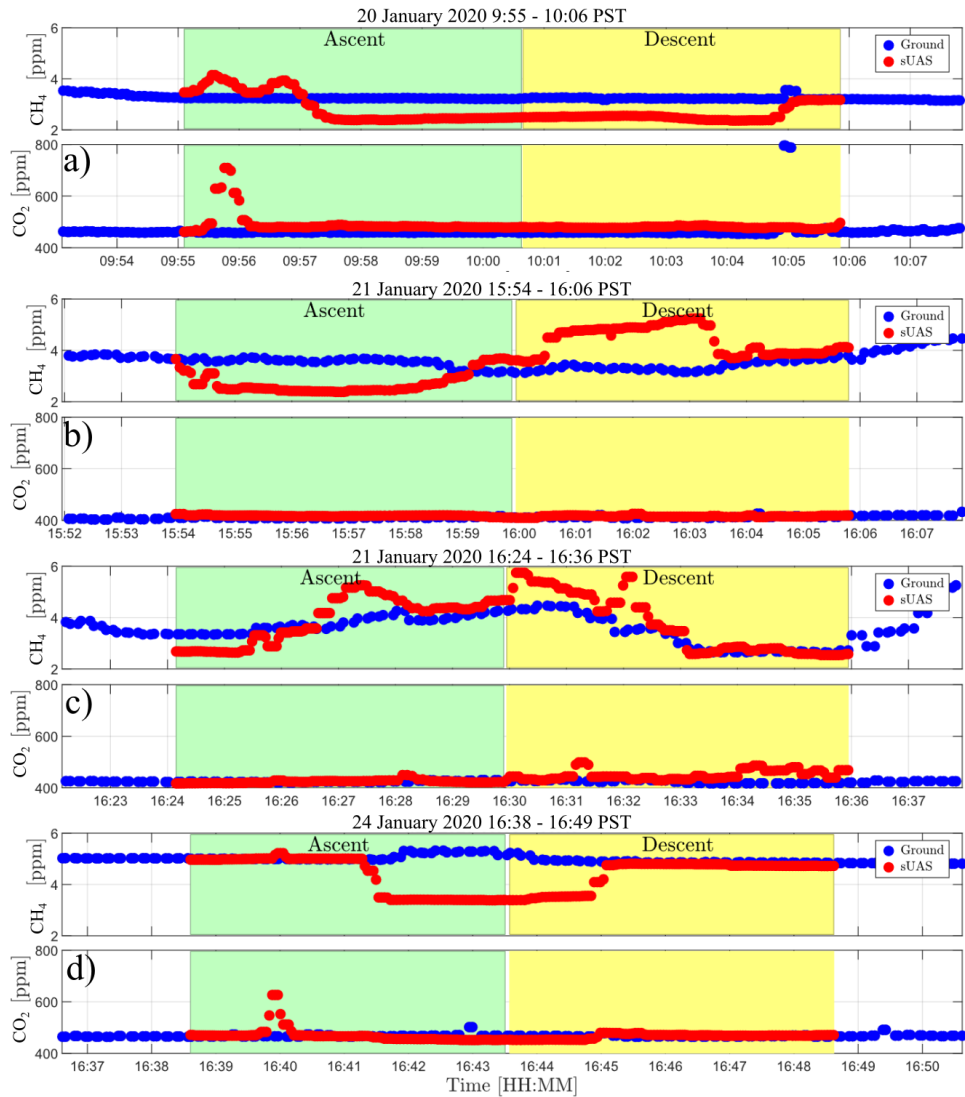 20 January 2020 9:55 - 10:06 PST
Ascent
Descent
Ground
sUAS
CH4 [ppm]
6
4
2
a)
CO2 [ppm]
800
600
400
09:54 09:55 09:56 09:57 09:58 09:59 10:00 10:01 10:02 10:03 10:04 10:05 10:06 10:07
21 January 2020 15:54 - 16:06 PST
Ascent
Descent
Ground
sUAS
CH4 [ppm]
6
4
2
b)
CO2 [ppm]
800
600
400
15:52 15:53 15:54 15:55 15:56 15:57 15:58 15:59 16:00 16:01 16:02 16:03 16:04 16:05 16:06 16:07
21 January 2020 16:24 - 16:36 PST
Ascent
Descent
Ground
sUAS
CH4 [ppm]
6
4
2
c)
CO2 [ppm]
800
600
400
16:23 16:24 16:25 16:26 16:27 16:28 16:29 16:30 16:31 16:32 16:33 16:34 16:35 16:36 16:37
24 January 2020 16:38 - 16:49 PST
Ascent
Descent
Ground
sUAS
CH4 [ppm]
6
4
2
d)
CO2 [ppm]
800
600
400
16:37 16:38 16:39 16:40 16:41 16:42 16:43 16:44 16:45 16:46 16:47 16:48 16:49 16:50
Time [HH:MM]